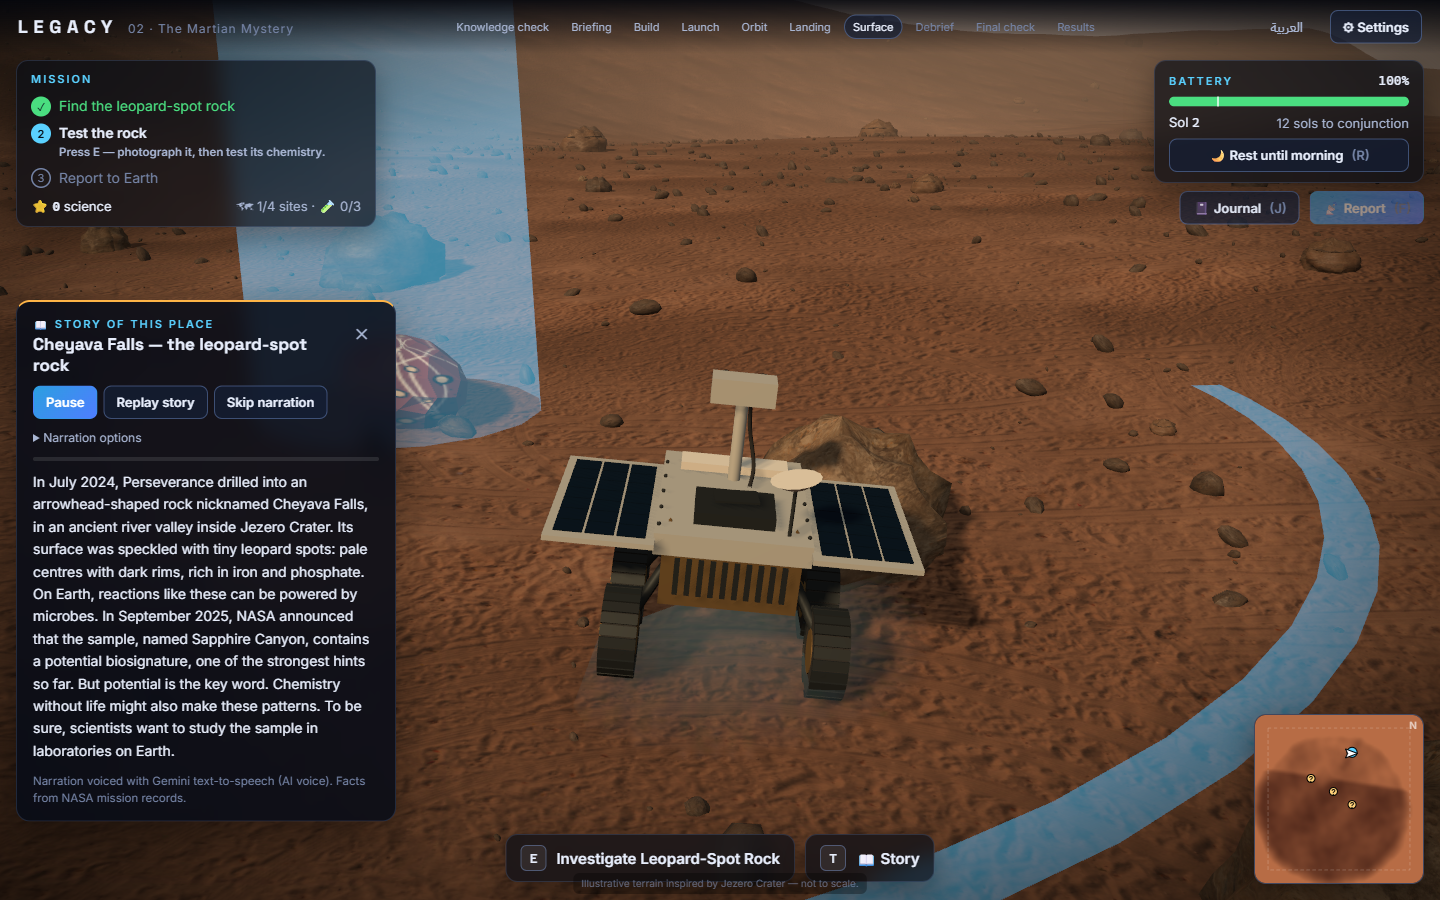 LEGACY 02 · The Martian Mystery
Knowledge check Briefing Build Launch Orbit Landing Surface Debrief Final check Results
العربية
⚙ Settings
MISSION
✓ Find the leopard-spot rock
2 Test the rock
Press E — photograph it, then test its chemistry.
3 Report to Earth
0 science 1/4 sites · 0/3
BATTERY 100%
Sol 2 12 sols to conjunction
Rest until morning (R)
Journal (J)
Report
STORY OF THIS PLACE
Cheyava Falls — the leopard-spot
rock
Pause Replay story Skip narration
Narration options
In July 2024, Perseverance drilled into an
arrowhead-shaped rock nicknamed Cheyava Falls,
in an ancient river valley inside Jezero Crater. Its
surface was speckled with tiny leopard spots: pale
centres with dark rims, rich in iron and phosphate.
On Earth, reactions like these can be powered by
microbes. In September 2025, NASA announced
that the sample, named Sapphire Canyon, contains
a potential biosignature, one of the strongest hints
so far. But potential is the key word. Chemistry
without life might also make these patterns. To be
sure, scientists want to study the sample in
laboratories on Earth.
Narration voiced with Gemini text-to-speech (AI voice). Facts
from NASA mission records.
N
? ? ?
E Investigate Leopard-Spot Rock
T Story
Illustrative terrain inspired by Jezero Crater — not to scale.